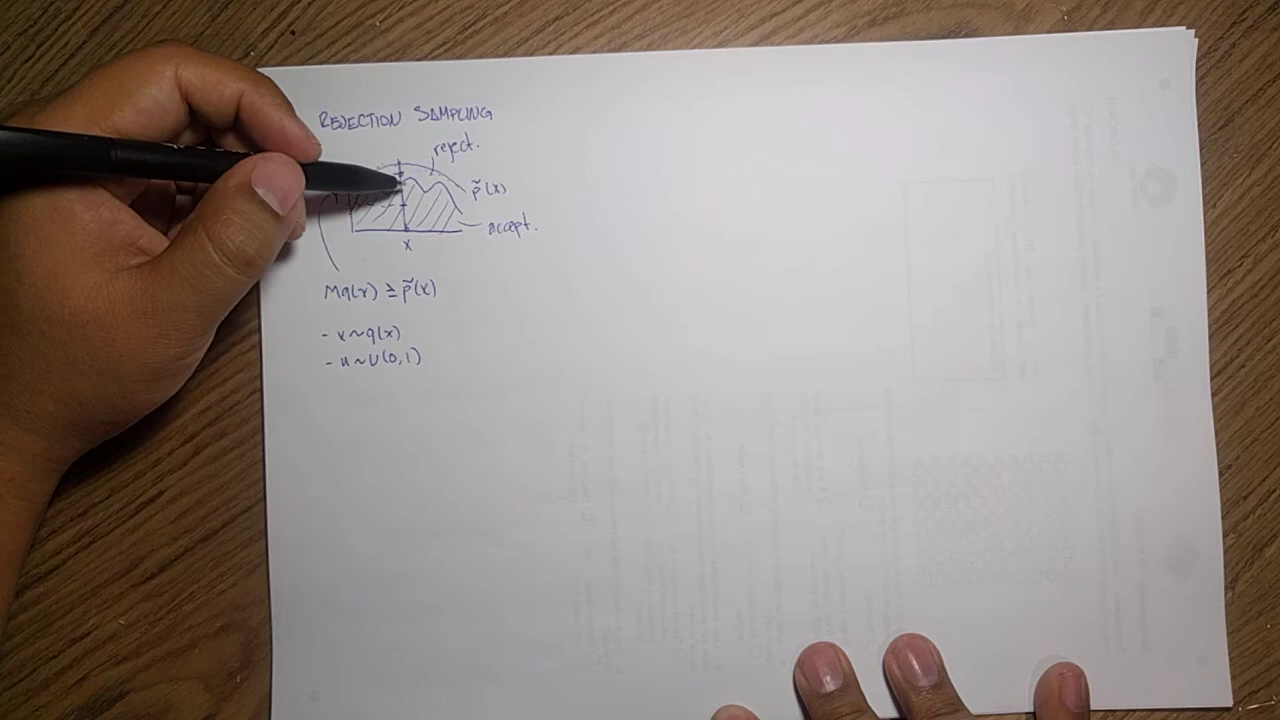 REJECTION SAMPLING
reject.
p̃(x)
accept.
x
Mq(x) ≥ p̃(x)
- x ~ q(x)
- u ~ U(0,1)